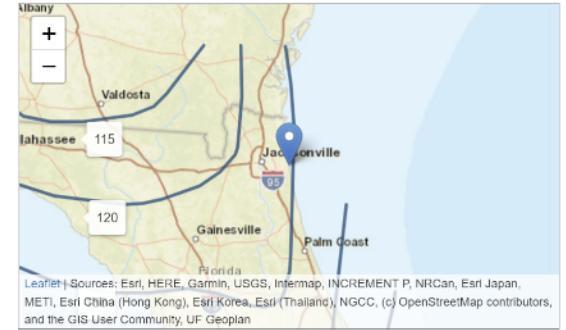 Albany
+
Valdosta
−
lahassee
115
Jacksonville
95
120
Gainesville
Palm Coast
Florida
Leaflet | Sources: Esri, HERE, Garmin, USGS, Intermap, INCREMENT P, NRCan, Esri Japan,
METI, Esri China (Hong Kong), Esri Korea, Esri (Thailand), NGCC, (c) OpenStreetMap contributors,
and the GIS User Community, UF Geoplan